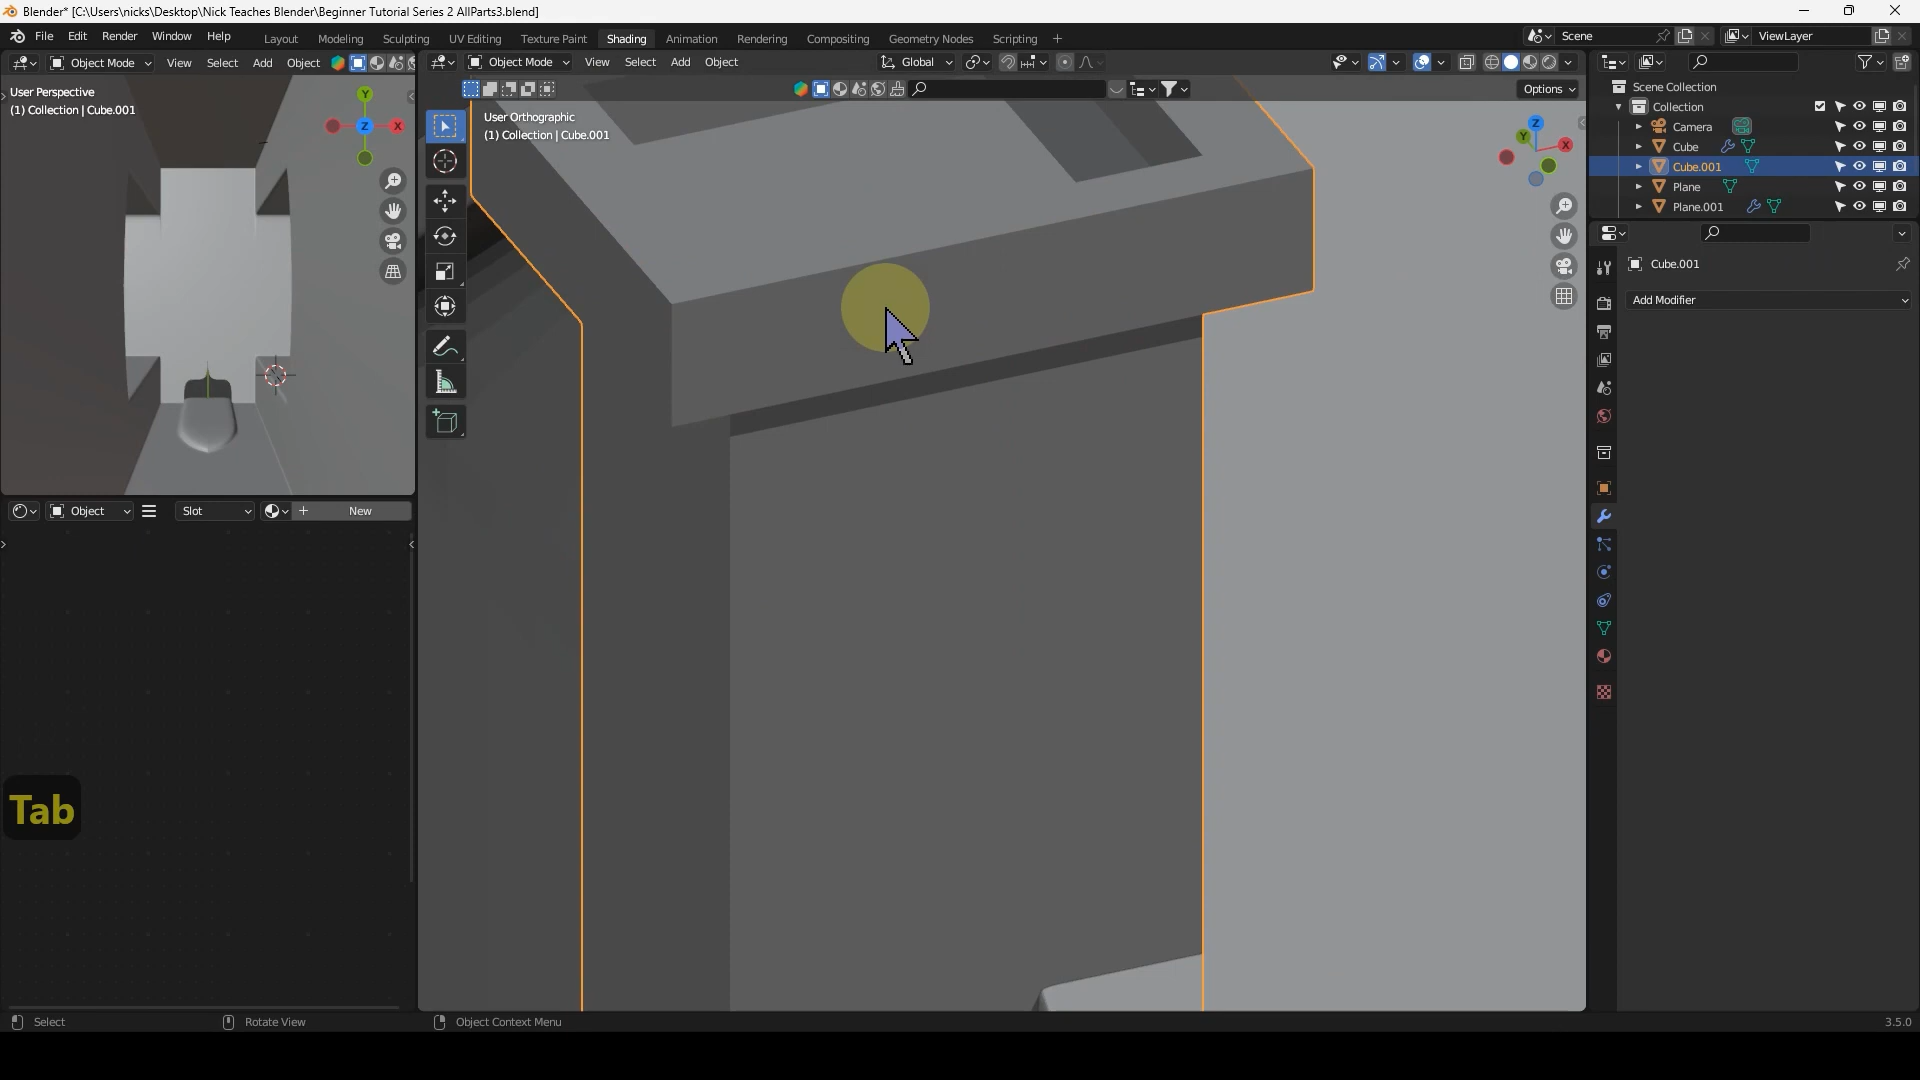 Blender* [C:\Users\nicks\Desktop\Nick Teaches Blender\Beginner Tutorial Series 2 AllParts3.blend]
File Edit Render Window Help Layout Modeling Sculpting UV Editing Texture Paint Shading Animation Rendering Compositing Geometry Nodes Scripting + Scene ViewLayer
Object Mode View Select Add Object
Object Mode View Select Add Object Global
Options
User Perspective
(1) Collection | Cube.001
User Orthographic
(1) Collection | Cube.001
Scene Collection
Collection
Camera
Cube
Cube.001
Plane
Plane.001
Cube.001
Add Modifier
Y
X
Z
Z
Y
X
Object Slot New
Tab
Select Rotate View Object Context Menu 3.5.0